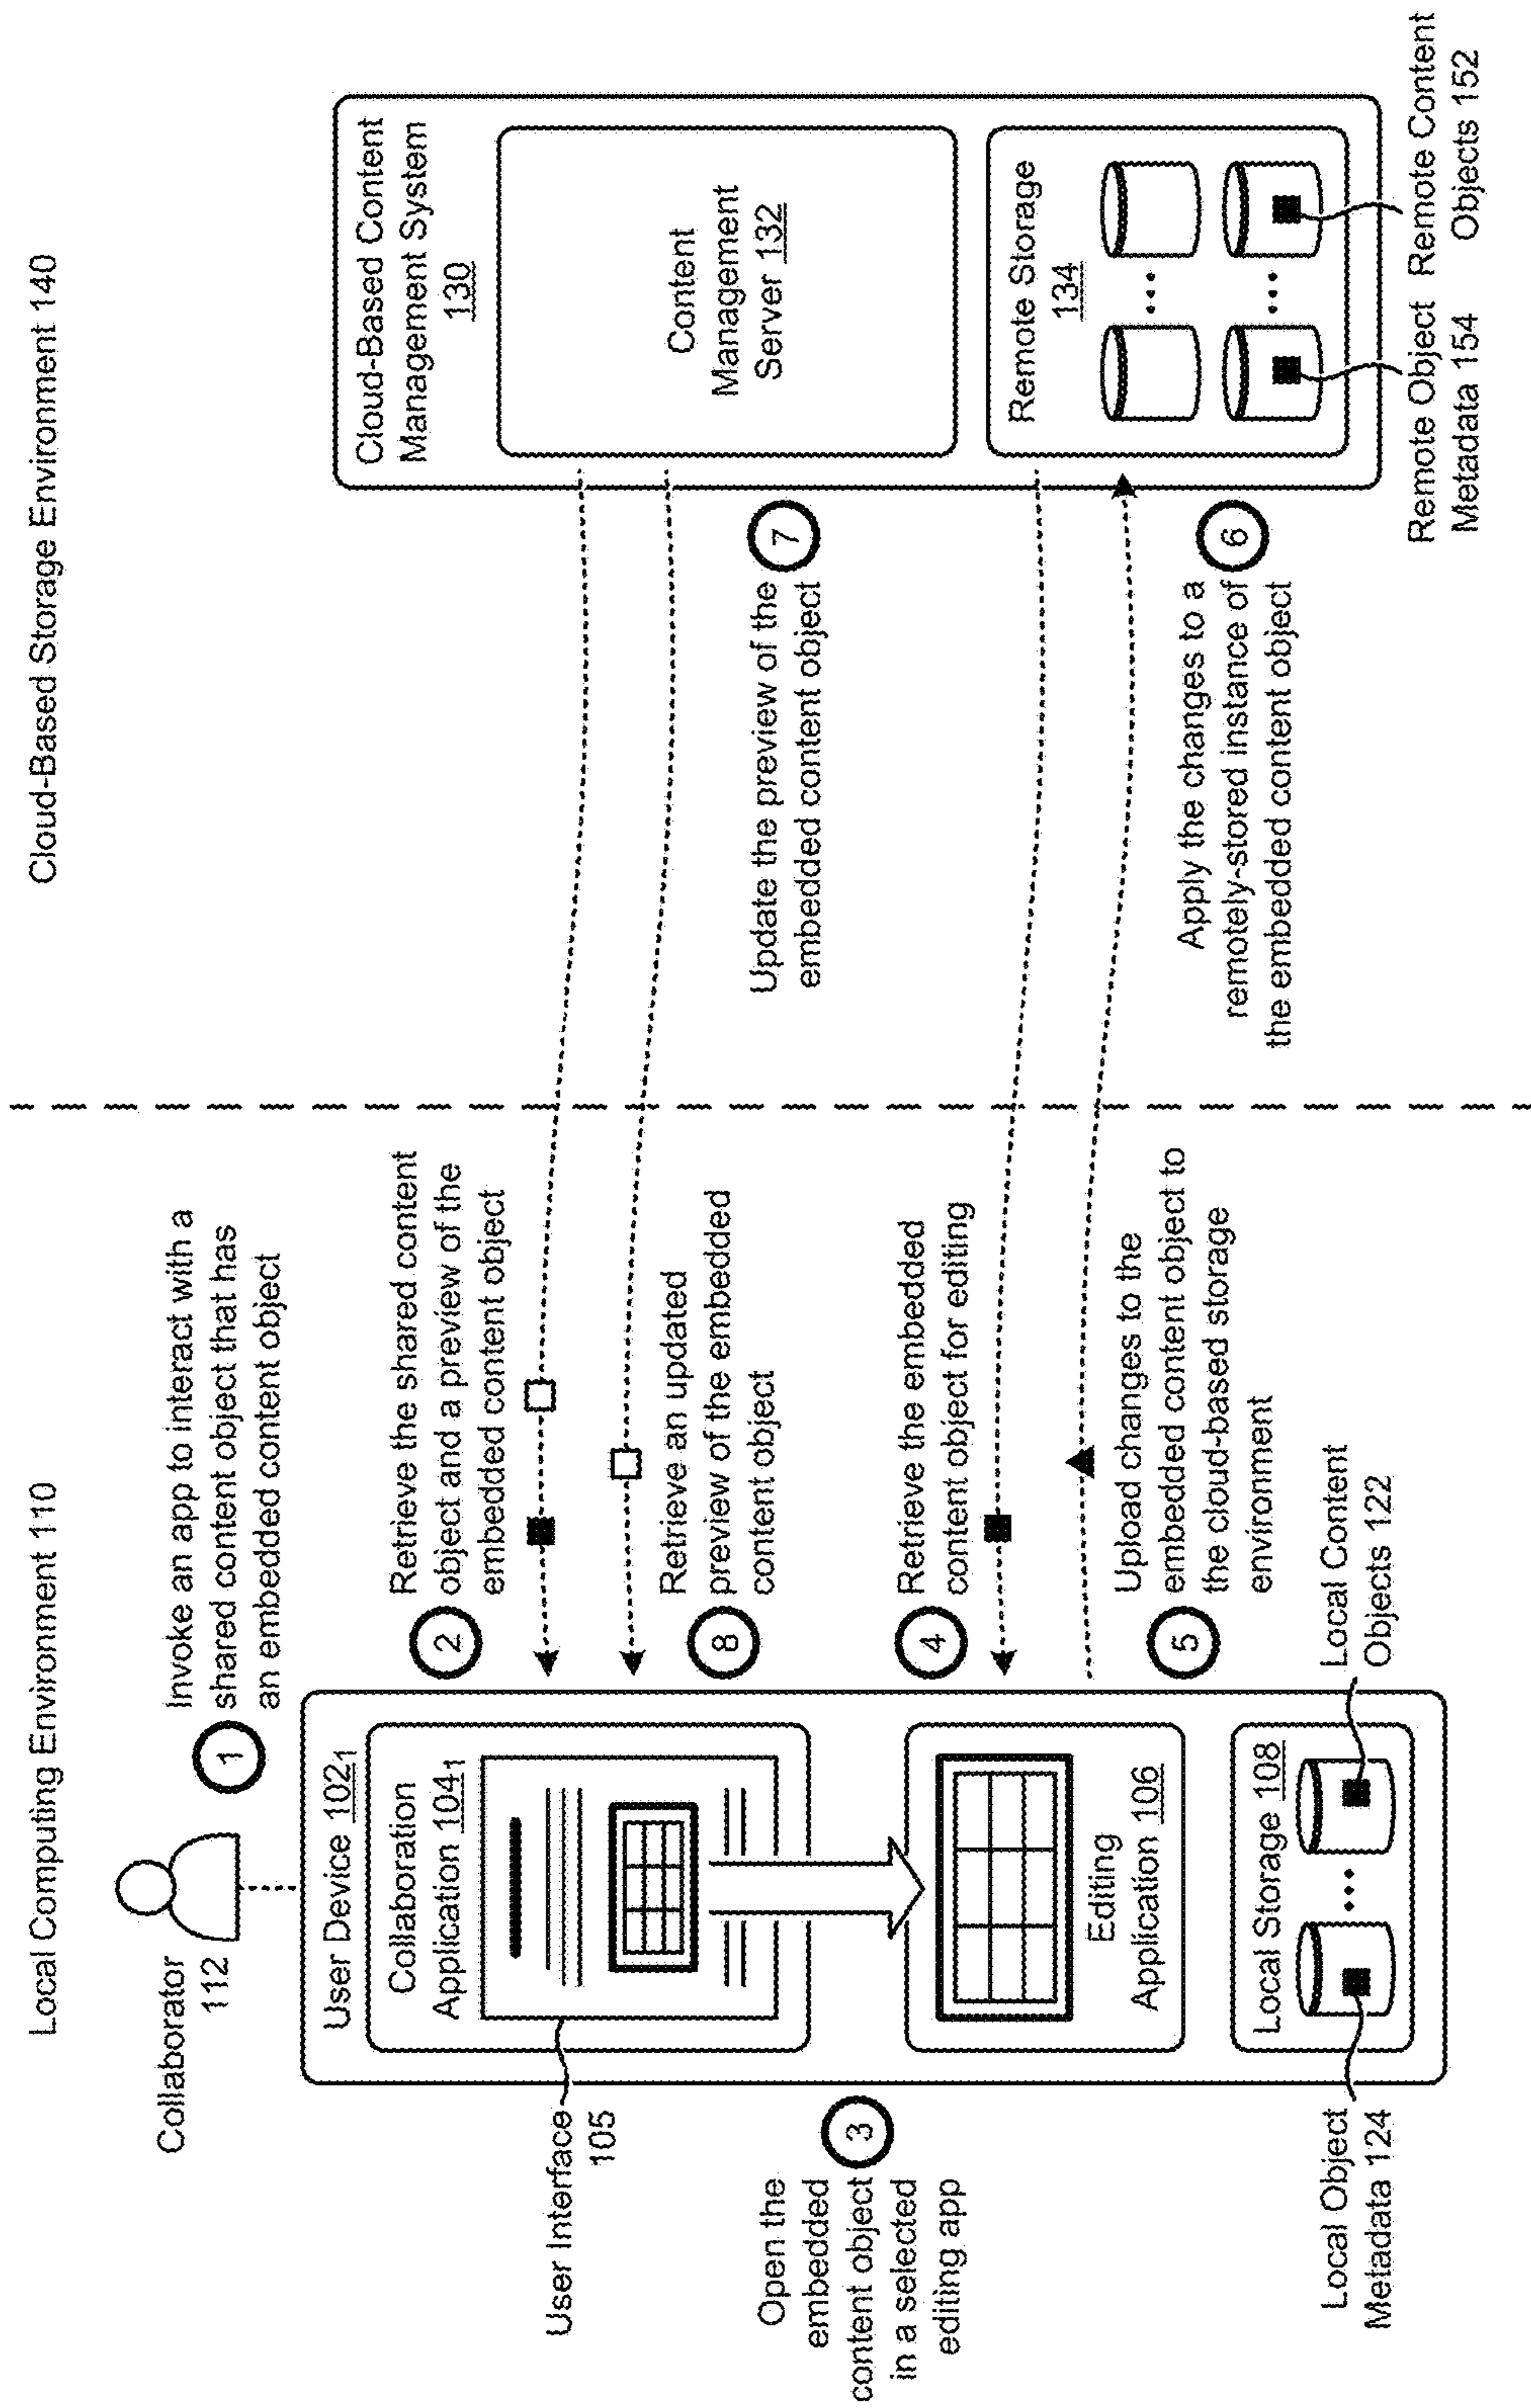 Local Computing Environment 110
Cloud-Based Storage Environment 140
Collaborator
112
1
Invoke an app to interact with a
shared content object that has
an embedded content object
User Device 102₁
Collaboration
Application 104₁
User Interface
105
2
Retrieve the shared content
object and a preview of the
embedded content object
8
Retrieve an updated
preview of the embedded
content object
3
Open the
embedded
content object
in a selected
editing app
Editing
Application 106
4
Retrieve the embedded
content object for editing
5
Upload changes to the
embedded content object to
the cloud-based storage
environment
Local Storage 108
Local Object
Metadata 124
Local Content
Objects 122
Cloud-Based Content
Management System
130
Content
Management
Server 132
7
Update the preview of the
embedded content object
6
Apply the changes to a
remotely-stored instance of
the embedded content object
Remote Storage
134
Remote Object
Metadata 154
Remote Content
Objects 152